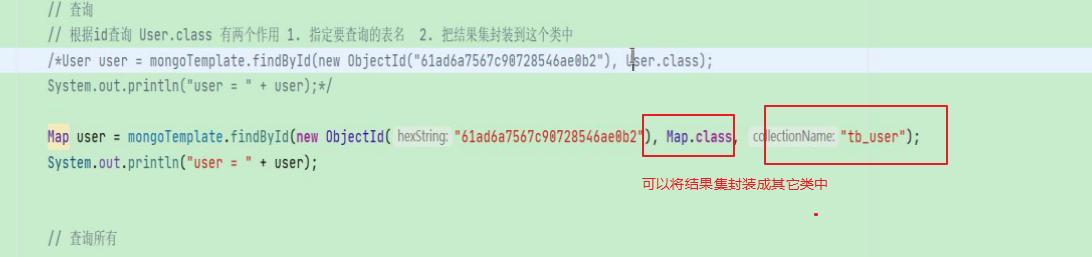 // 查询
// 根据id查询 User.class 有两个作用 1. 指定要查询的表名 2. 把结果集封装到这个类中
/*User user = mongoTemplate.findById(new ObjectId("61ad6a7567c90728546ae0b2"), User.class);
System.out.println("user = " + user);*/
Map user = mongoTemplate.findById(new ObjectId( hexString: "61ad6a7567c90728546ae0b2"), Map.class, collectionName: "tb_user");
System.out.println("user = " + user);
可以将结果集封装成其它类中
// 查询所有